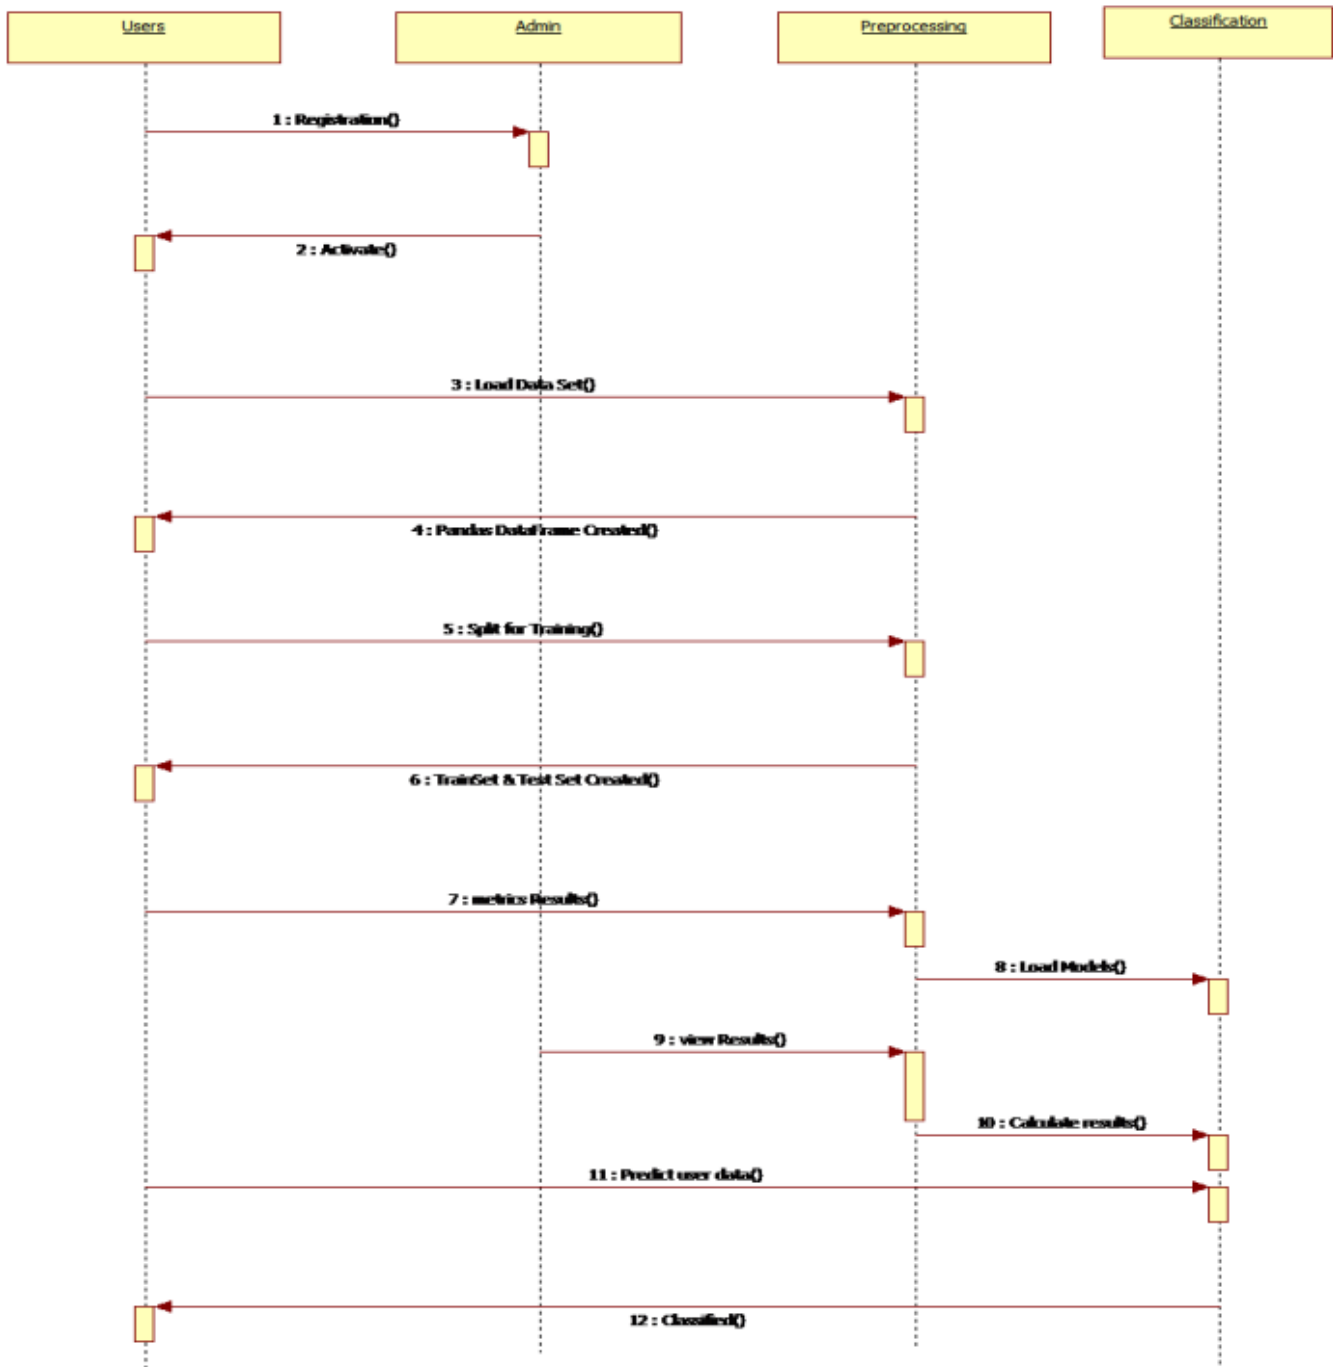 Users
Admin
Preprocessing
Classification
1 : Registration()
2 : Activate()
3 : Load Data Set()
4 : Pandas DataFrame Created()
5 : Split for Training()
6 : TrainSet & Test Set Created()
7 : metrics Results()
8 : Load Models()
9 : view Results()
10 : Calculate results()
11 : Predict user data()
12 : Classified()